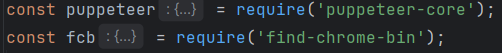 const puppeteer {...} = require('puppeteer-core');
const fcb {...} = require('find-chrome-bin');